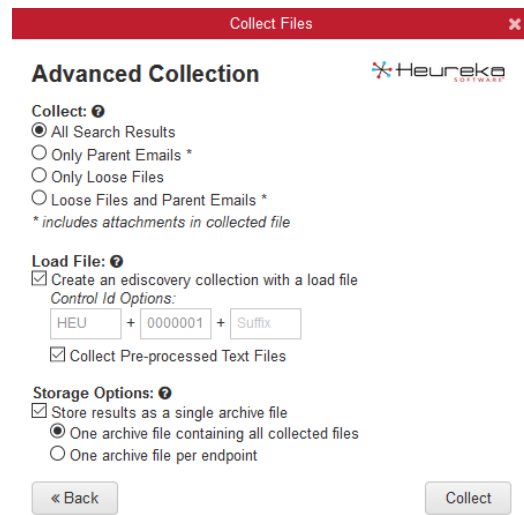 Collect Files
Advanced Collection
Heureka
SOFTWARE
Collect:
All Search Results
Only Parent Emails *
Only Loose Files
Loose Files and Parent Emails *
* includes attachments in collected file
Load File:
Create an ediscovery collection with a load file
Control Id Options:
HEU + 0000001 + Suffix
Collect Pre-processed Text Files
Storage Options:
Store results as a single archive file
One archive file containing all collected files
One archive file per endpoint
« Back
Collect